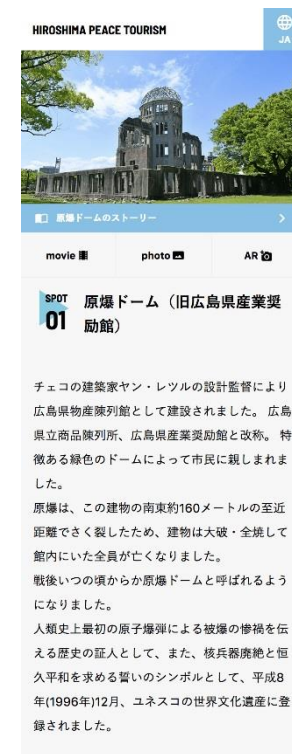 HIROSHIMA PEACE TOURISM
JA
原爆ドームのストーリー
movie
photo
AR
SPOT
01
原爆ドーム（旧広島県産業奨
励館）
チェコの建築家ヤン・レツルの設計監督により
広島県物産陳列館として建設されました。 広島
県立商品陳列所、広島県産業奨励館と改称。 特
徴ある緑色のドームによって市民に親しまれま
した。
原爆は、この建物の南東約160メートルの至近
距離でさく裂したため、建物は大破・全焼して
館内にいた全員が亡くなりました。
戦後いつの頃からか原爆ドームと呼ばれるよう
になりました。
人類史上最初の原子爆弾による被爆の惨禍を伝
える歴史の証人として、また、核兵器廃絶と恒
久平和を求める誓いのシンボルとして、平成8
年(1996年)12月、ユネスコの世界文化遺産に登
録されました。